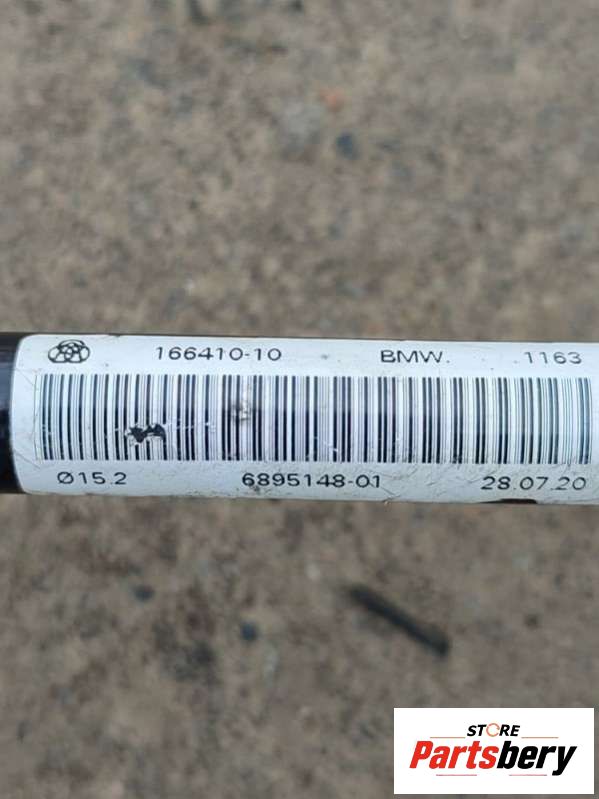 166410-10 BMW. .1163
Ø15.2 6895148-01 28.07.20
STORE
Partsbery